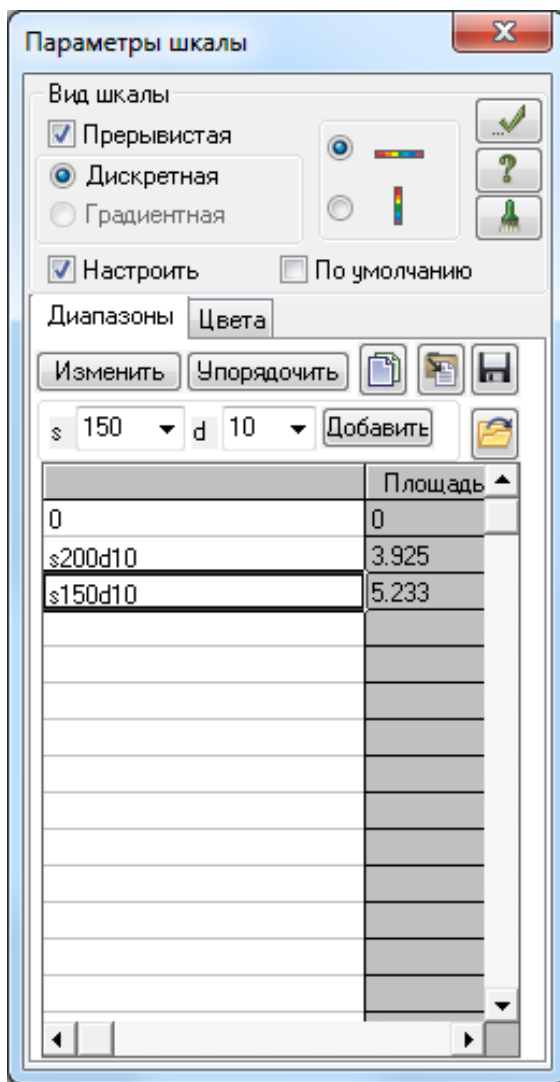 Параметры шкалы
Вид шкалы
Прерывистая
Дискретная
Градиентная
Настроить По умолчанию
Диапазоны Цвета
Изменить Упорядочить
s 150 d 10 Добавить
Площадь
0 0
s200d10 3.925
s150d10 5.233